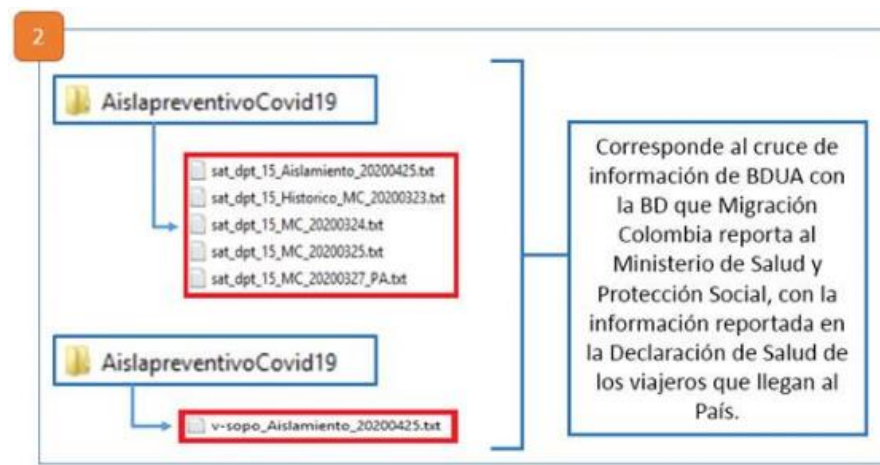 2
AislapreventivoCovid19
sat_dpt_15_Aislamiento_20200425.txt
sat_dpt_15_Historico_MC_20200323.txt
sat_dpt_15_MC_20200324.txt
sat_dpt_15_MC_20200325.txt
sat_dpt_15_MC_20200327_PA.txt
AislapreventivoCovid19
v-sopo_Aislamiento_20200425.txt
Corresponde al cruce de
información de BDUA con
la BD que Migración
Colombia reporta al
Ministerio de Salud y
Protección Social, con la
información reportada en
la Declaración de Salud de
los viajeros que llegan al
País.